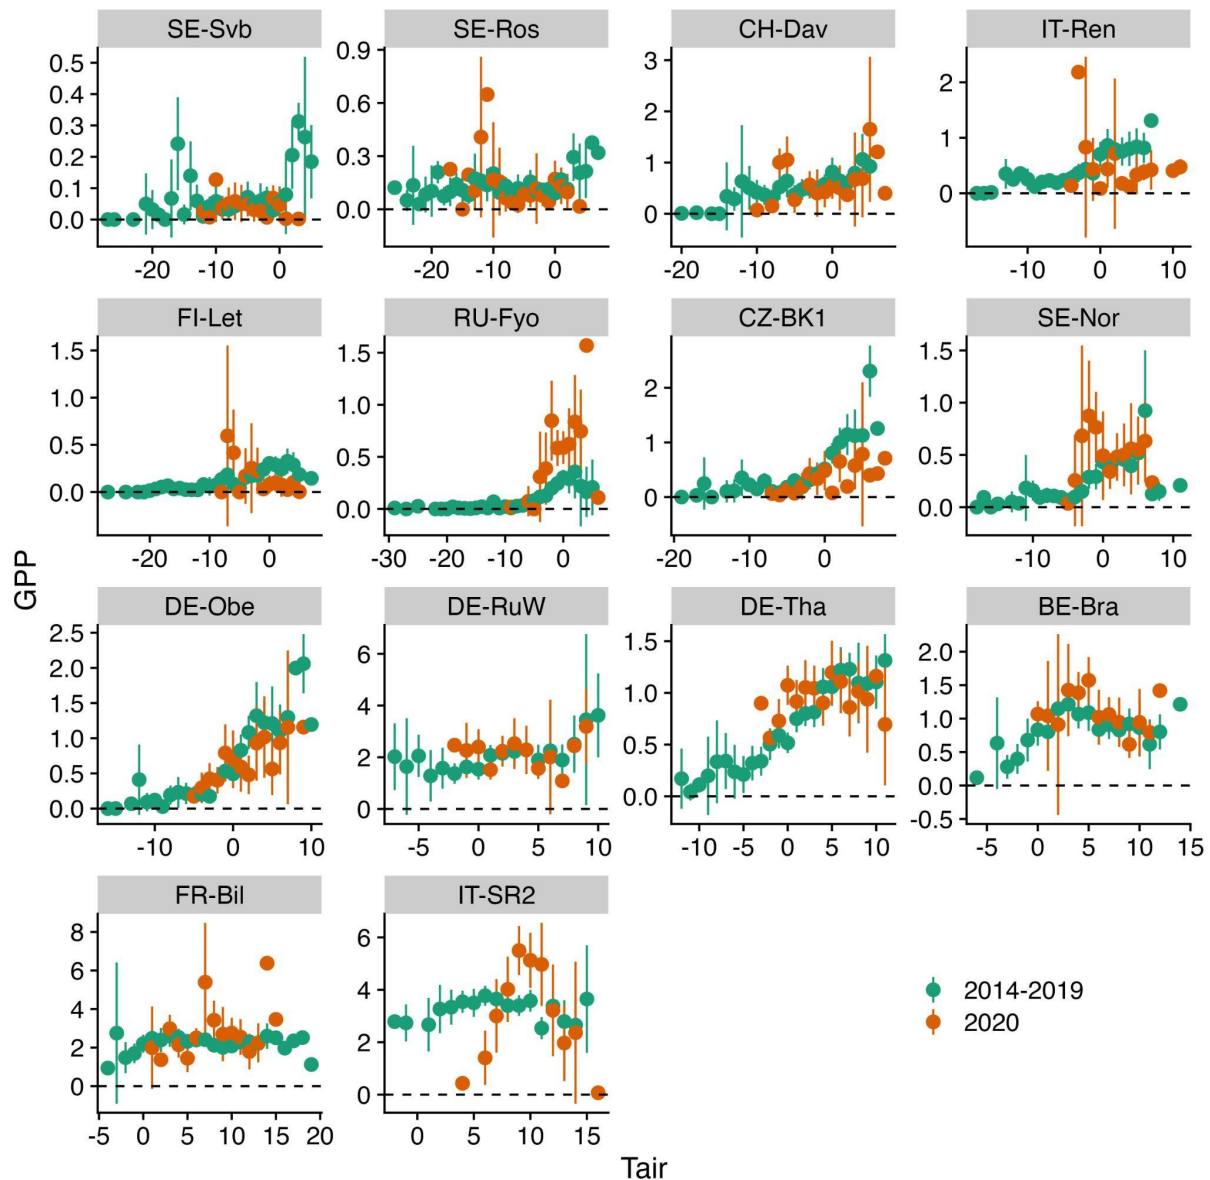 SE-Svb
SE-Ros
CH-Dav
IT-Ren
0.5
0.4
0.3
0.2
0.1
0.0
-20 -10 0
0.9
0.6
0.3
0.0
-20 -10 0
3
2
1
0
-20 -10 0
2
1
0
-10 0 10
FI-Let
RU-Fyo
CZ-BK1
SE-Nor
1.5
1.0
0.5
0.0
-20 -10 0
1.5
1.0
0.5
0.0
-30 -20 -10 0
2
1
0
-20 -10 0
1.5
1.0
0.5
0.0
-10 0 10
GPP
DE-Obe
DE-RuW
DE-Tha
BE-Bra
2.5
2.0
1.5
1.0
0.5
0.0
-10 0 10
6
4
2
0
-5 0 5 10
1.5
1.0
0.5
0.0
-10 -5 0 5 10
2.0
1.5
1.0
0.5
0.0
-0.5
-5 0 5 10 15
FR-Bil
IT-SR2
8
6
4
2
0
-5 0 5 10 15 20
6
4
2
0
0 5 10 15
2014-2019
2020
Tair